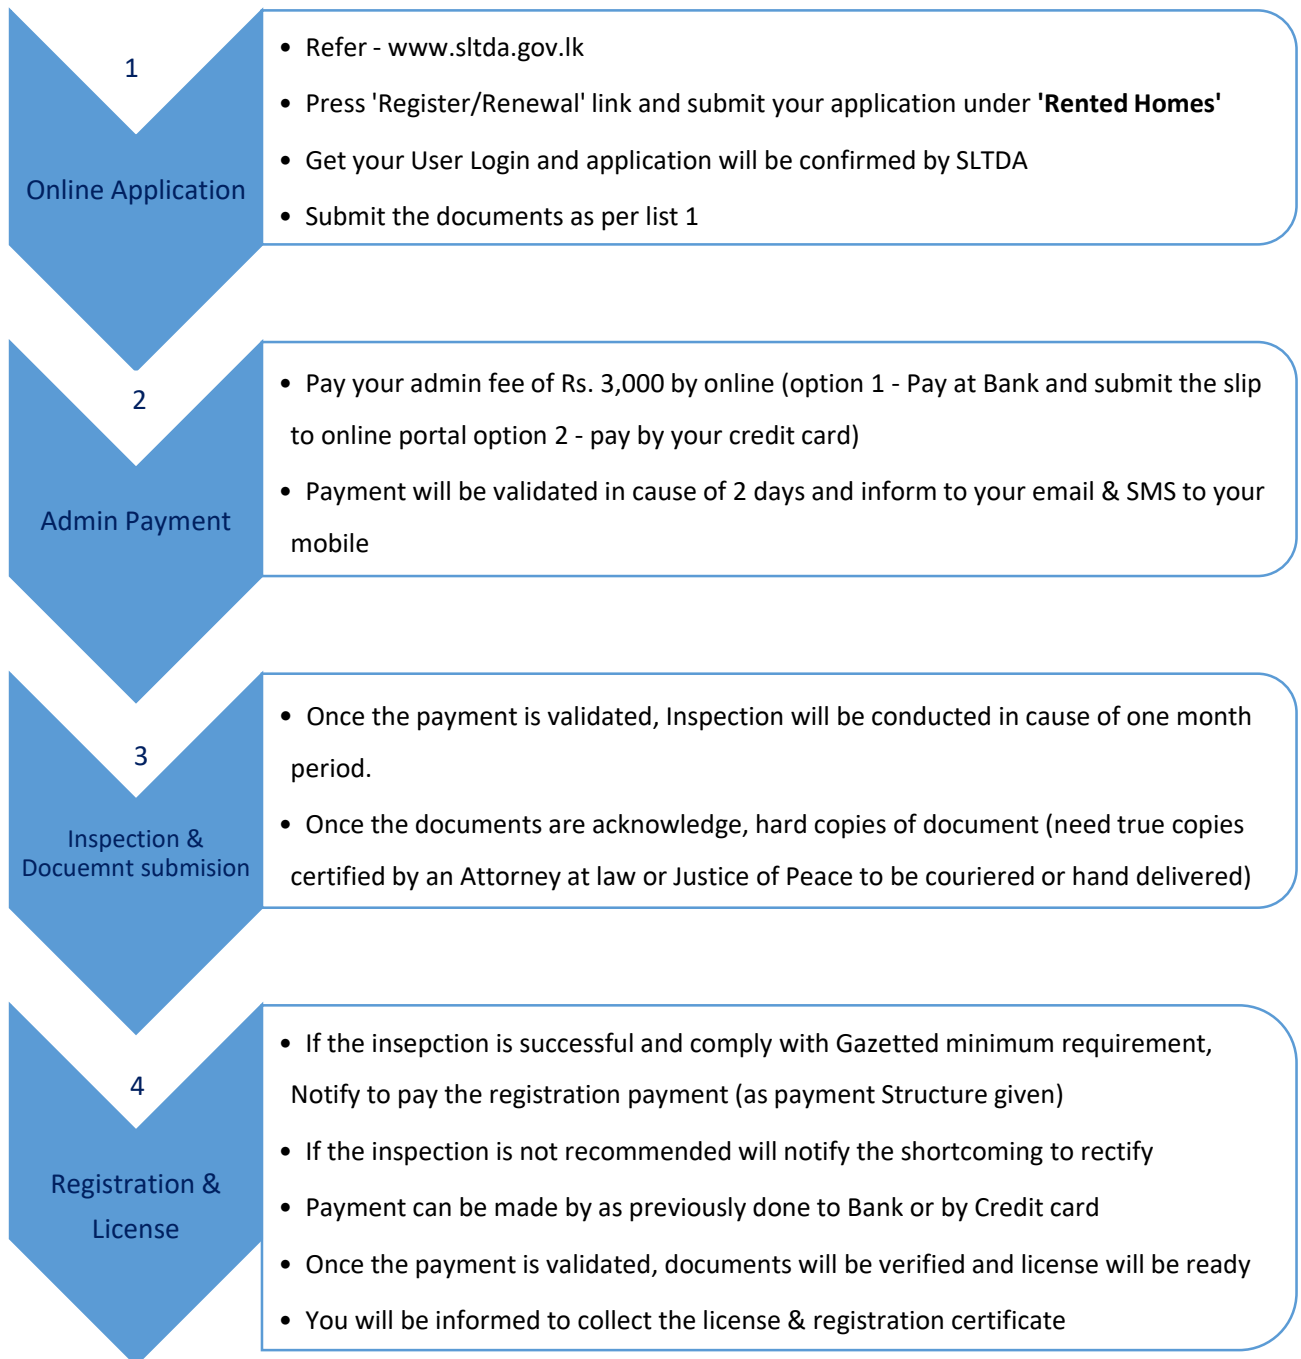 1
Online Application
• Refer - www.sltda.gov.lk
• Press 'Register/Renewal' link and submit your application under 'Rented Homes'
• Get your User Login and application will be confirmed by SLTDA
• Submit the documents as per list 1
2
Admin Payment
• Pay your admin fee of Rs. 3,000 by online (option 1 - Pay at Bank and submit the slip
to online portal option 2 - pay by your credit card)
• Payment will be validated in cause of 2 days and inform to your email & SMS to your
mobile
3
Inspection &
Docuemnt submision
• Once the payment is validated, Inspection will be conducted in cause of one month
period.
• Once the documents are acknowledge, hard copies of document (need true copies
certified by an Attorney at law or Justice of Peace to be couriered or hand delivered)
4
Registration &
License
• If the insepction is successful and comply with Gazetted minimum requirement,
Notify to pay the registration payment (as payment Structure given)
• If the inspection is not recommended will notify the shortcoming to rectify
• Payment can be made by as previously done to Bank or by Credit card
• Once the payment is validated, documents will be verified and license will be ready
• You will be informed to collect the license & registration certificate